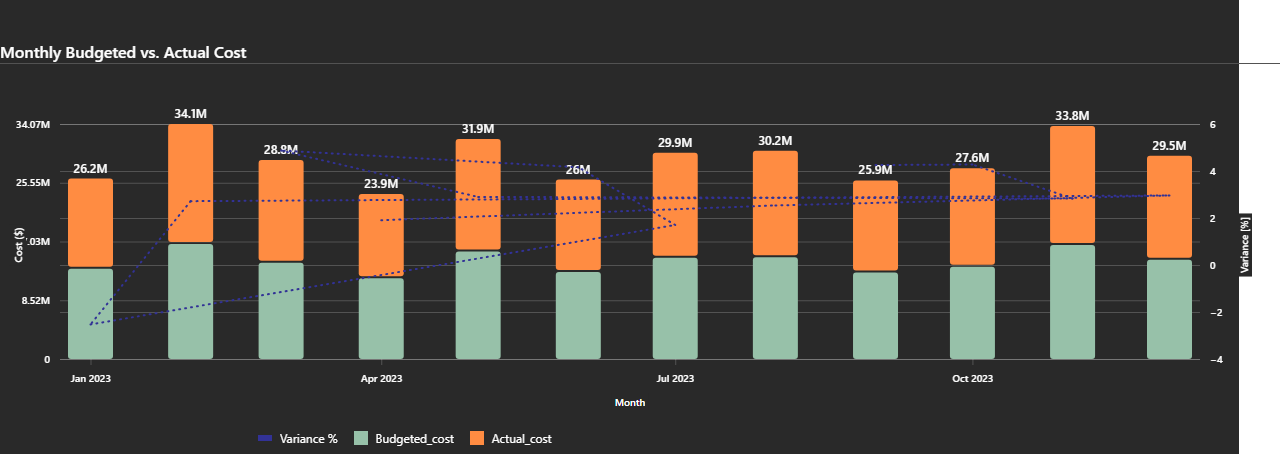 Monthly Budgeted vs. Actual Cost
34.1M
34.07M
6
33.8M
31.9M
28.9M
29.9M
30.2M
27.6M
29.5M
26.2M
26M
25.9M
4
25.55M
23.9M
2
Cost ($)
.03M
Variance [%)
0
8.52M
−2
0
−4
Jan 2023
Apr 2023
Jul 2023
Oct 2023
Month
Variance %
Budgeted_cost
Actual_cost